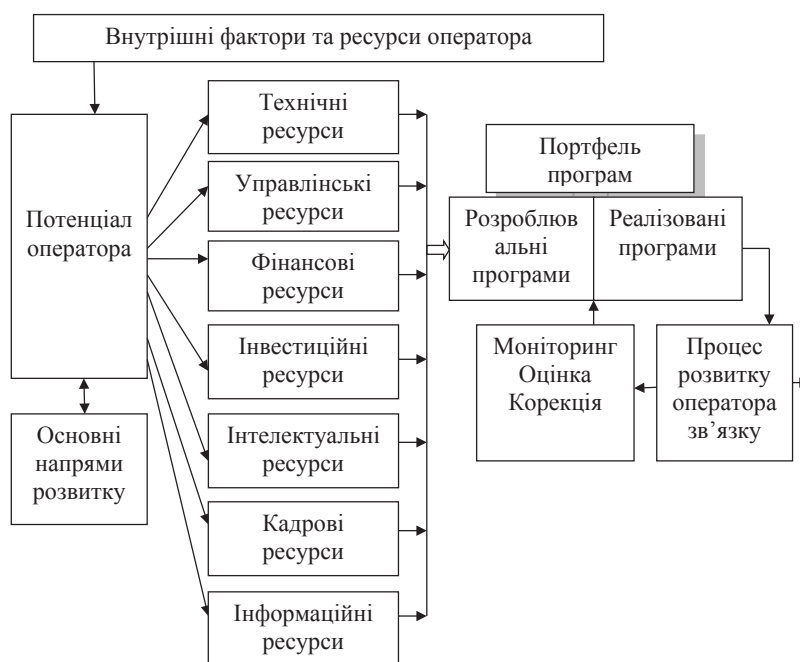 Внутрішні фактори та ресурси оператора
Потенціал
оператора
Основні
напрями
розвитку
Технічні
ресурси
Управлінські
ресурси
Фінансові
ресурси
Інвестиційні
ресурси
Інтелектуальні
ресурси
Кадрові
ресурси
Інформаційні
ресурси
Портфель
програм
Розроблюв
альні
програми
Реалізовані
програми
Моніторинг
Оцінка
Корекція
Процес
розвитку
оператора
зв’язку